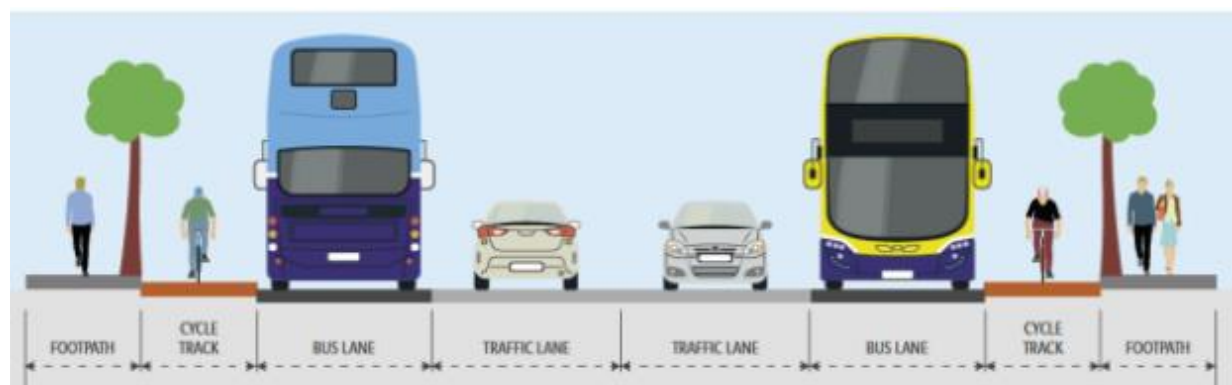 FOOTPATH
CYCLE
TRACK
BUS LANE
TRAFFIC LANE
TRAFFIC LANE
BUS LANE
CYCLE
TRACK
FOOTPATH